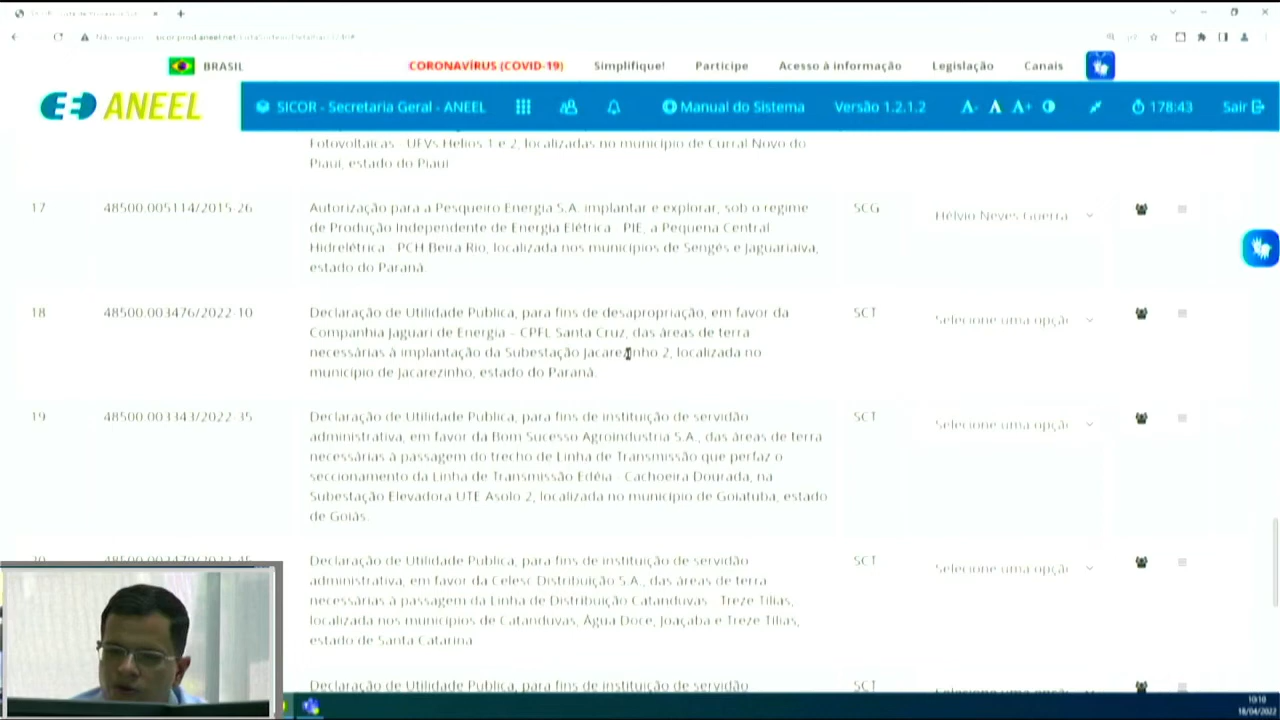 BRASIL
CORONAVÍRUS (COVID-19)
Simplifique!
Participe
Acesso à informação
Legislação
Canais
ANEEL
SICOR - Secretaria Geral - ANEEL
Manual do Sistema
Versão 1.2.1.2
A-
A
A+
178:43
Sair
Fotovoltaicas - UFVs Helios 1 e 2, localizadas no município de Curral Novo do
Piauí, estado do Piauí
17
48500.005114/2015-26
Autorização para a Pesqueiro Energia S.A. implantar e explorar, sob o regime
de Produção Independente de Energia Elétrica - PIE, a Pequena Central
Hidrelétrica - PCH Beira Rio, localizada nos municípios de Sengés e Jaguariaíva,
estado do Paraná.
SCG
Hélvio Neves Guerra
18
48500.003476/2022-10
Declaração de Utilidade Pública, para fins de desapropriação, em favor da
Companhia Jaguari de Energia – CPFL Santa Cruz, das áreas de terra
necessárias à implantação da Subestação Jacarezinho 2, localizada no
município de Jacarezinho, estado do Paraná.
SCT
Selecione uma opção
19
48500.003343/2022-35
Declaração de Utilidade Pública, para fins de instituição de servidão
administrativa, em favor da Bom Sucesso Agroindústria S.A., das áreas de terra
necessárias à passagem do trecho de Linha de Transmissão que perfaz o
seccionamento da Linha de Transmissão Edéia - Cachoeira Dourada, na
Subestação Elevadora UTE Asolo 2, localizada no município de Goiatuba, estado
de Goiás.
SCT
Selecione uma opção
20
Declaração de Utilidade Pública, para fins de instituição de servidão
administrativa, em favor da Celesc Distribuição S.A., das áreas de terra
necessárias à passagem da Linha de Distribuição Catanduvas - Treze Tílias,
localizada nos municípios de Catanduvas, Água Doce, Joaçaba e Treze Tílias,
estado de Santa Catarina
SCT
Selecione uma opção
Declaração de Utilidade Pública, para fins de instituição de servidão
SCT
10:10
18/04/2022